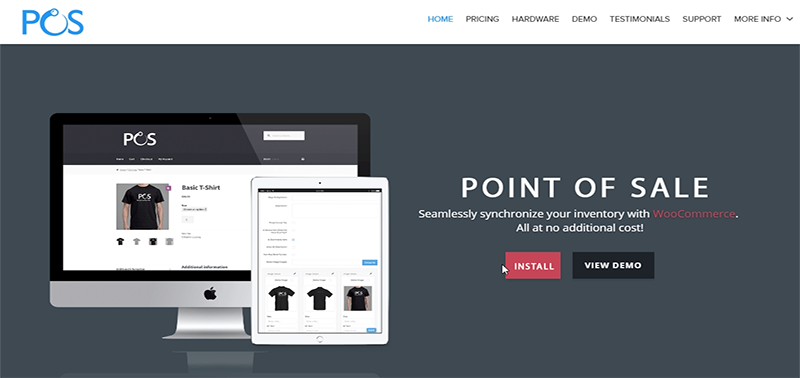 POS
HOME PRICING HARDWARE DEMO TESTIMONIALS SUPPORT MORE INFO
POS
Basic T-Shirt
POS
Additional information
POINT OF SALE
Seamlessly synchronize your inventory with WooCommerce.
All at no additional cost!
INSTALL VIEW DEMO